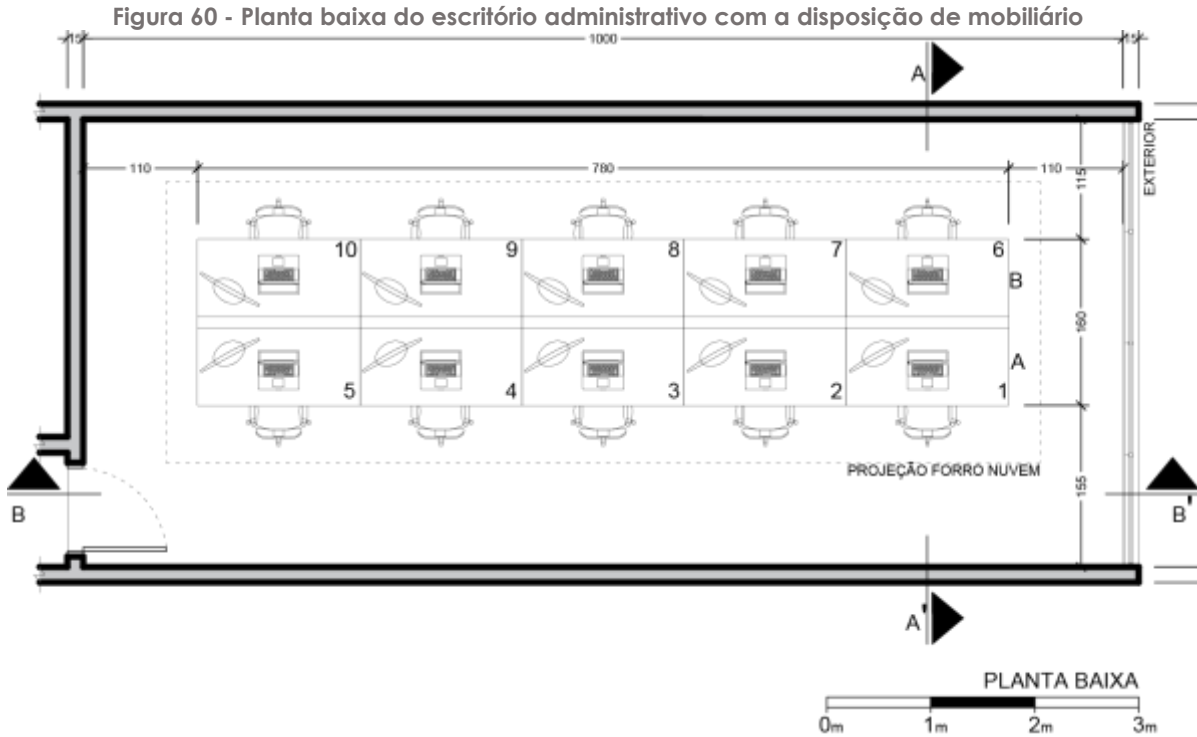 Figura 60 - Planta baixa do escritório administrativo com a disposição de mobiliário
15 1000 15
A
EXTERIOR
110 780 110
115
10 9 8 7 6
B
160
A
5 4 3 2 1
PROJEÇÃO FORRO NUVEM
155
B B'
A'
PLANTA BAIXA
0m 1m 2m 3m